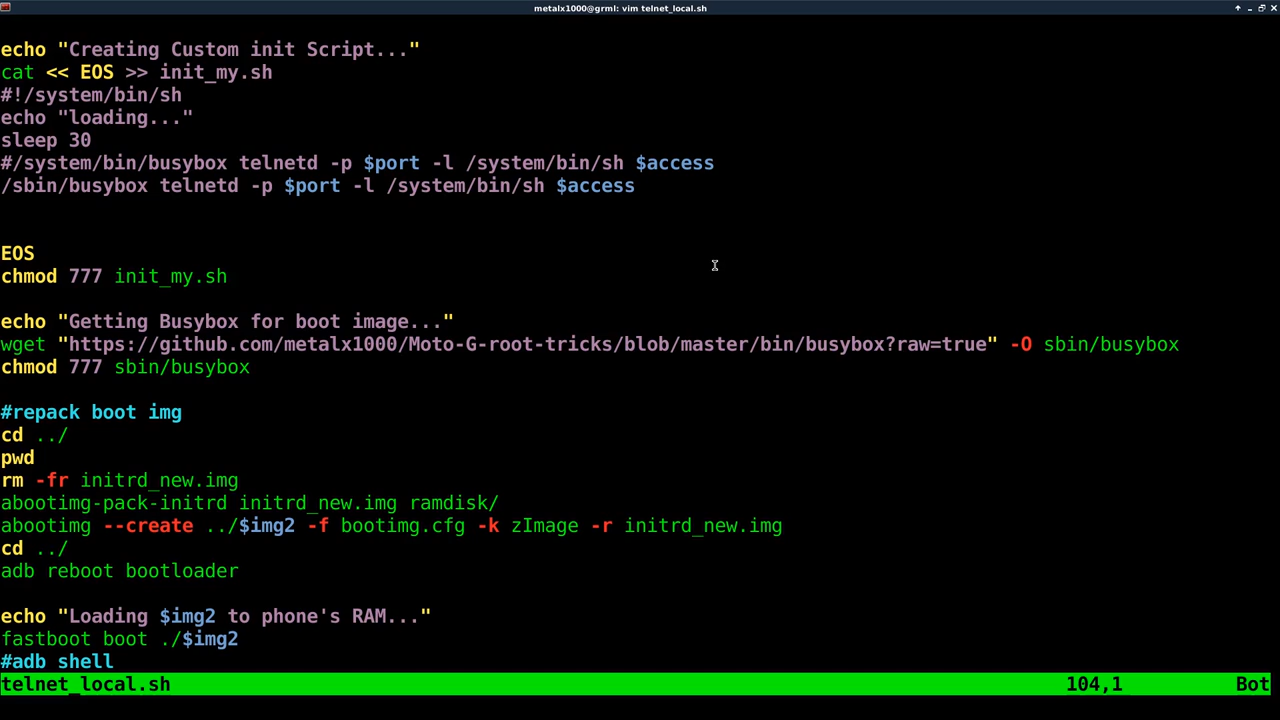 metalx1000@grml: vim telnet_local.sh
echo "Creating Custom init Script..."
cat << EOS >> init_my.sh
#!/system/bin/sh
echo "loading..."
sleep 30
#/system/bin/busybox telnetd -p $port -l /system/bin/sh $access
/sbin/busybox telnetd -p $port -l /system/bin/sh $access
EOS
chmod 777 init_my.sh
echo "Getting Busybox for boot image..."
wget "https://github.com/metalx1000/Moto-G-root-tricks/blob/master/bin/busybox?raw=true" -O sbin/busybox
chmod 777 sbin/busybox
#repack boot img
cd ../
pwd
rm -fr initrd_new.img
abootimg-pack-initrd initrd_new.img ramdisk/
abootimg --create ../$img2 -f bootimg.cfg -k zImage -r initrd_new.img
cd ../
adb reboot bootloader
echo "Loading $img2 to phone's RAM..."
fastboot boot ./$img2
#adb shell
telnet_local.sh 104,1 Bot